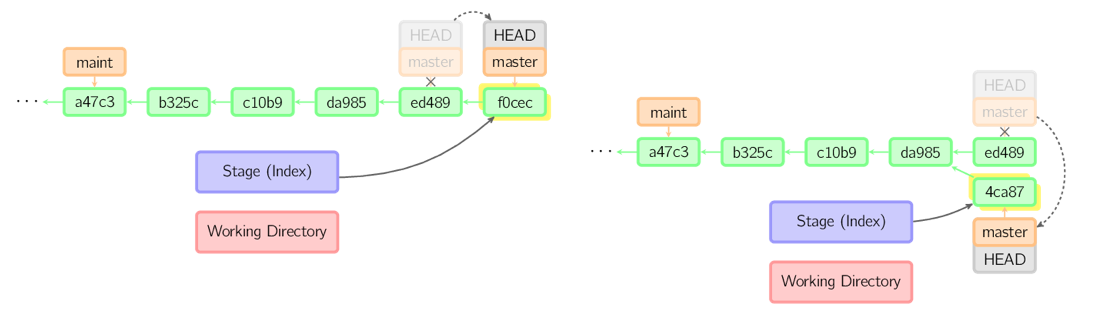 HEAD
HEAD
master
master
maint
...
a47c3
b325c
c10b9
da985
ed489
f0cec
Stage (Index)
Working Directory
HEAD
master
maint
...
a47c3
b325c
c10b9
da985
ed489
4ca87
Stage (Index)
master
HEAD
Working Directory